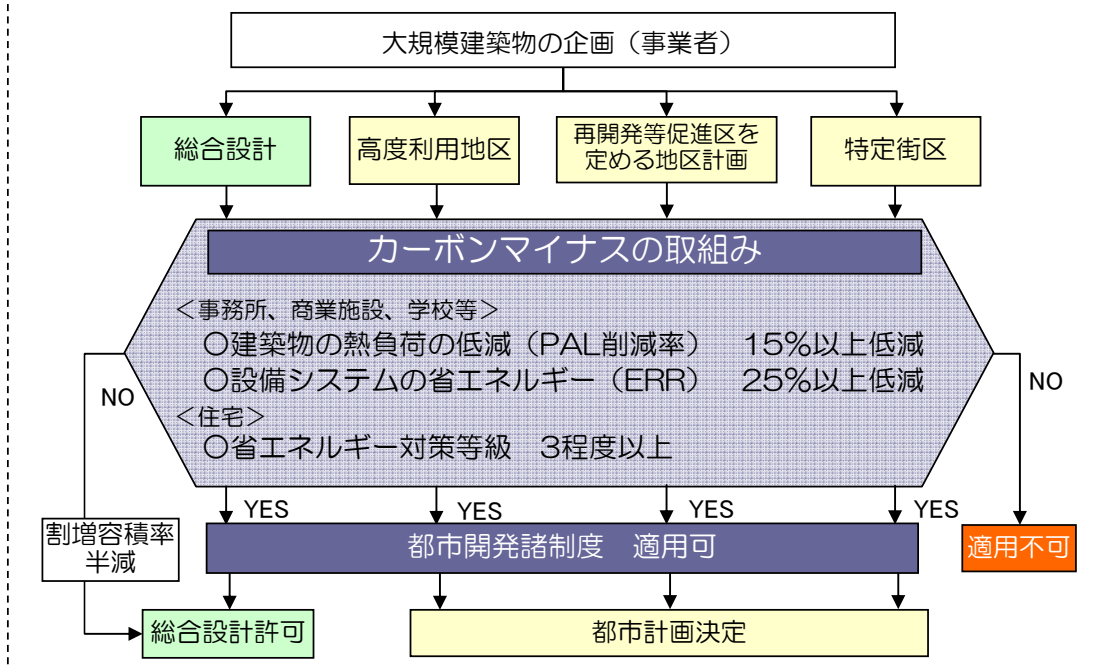 大規模建築物の企画（事業者）
総合設計
高度利用地区
再開発等促進区を
定める地区計画
特定街区
カーボンマイナスの取組み
＜事務所、商業施設、学校等＞
〇建築物の熱負荷の低減（PAL削減率）　15%以上低減
〇設備システムの省エネルギー（ERR）　25%以上低減
＜住宅＞
〇省エネルギー対策等級　3程度以上
NO
NO
YES
YES
YES
YES
割増容積率
半減
都市開発諸制度　適用可
適用不可
総合設計許可
都市計画決定